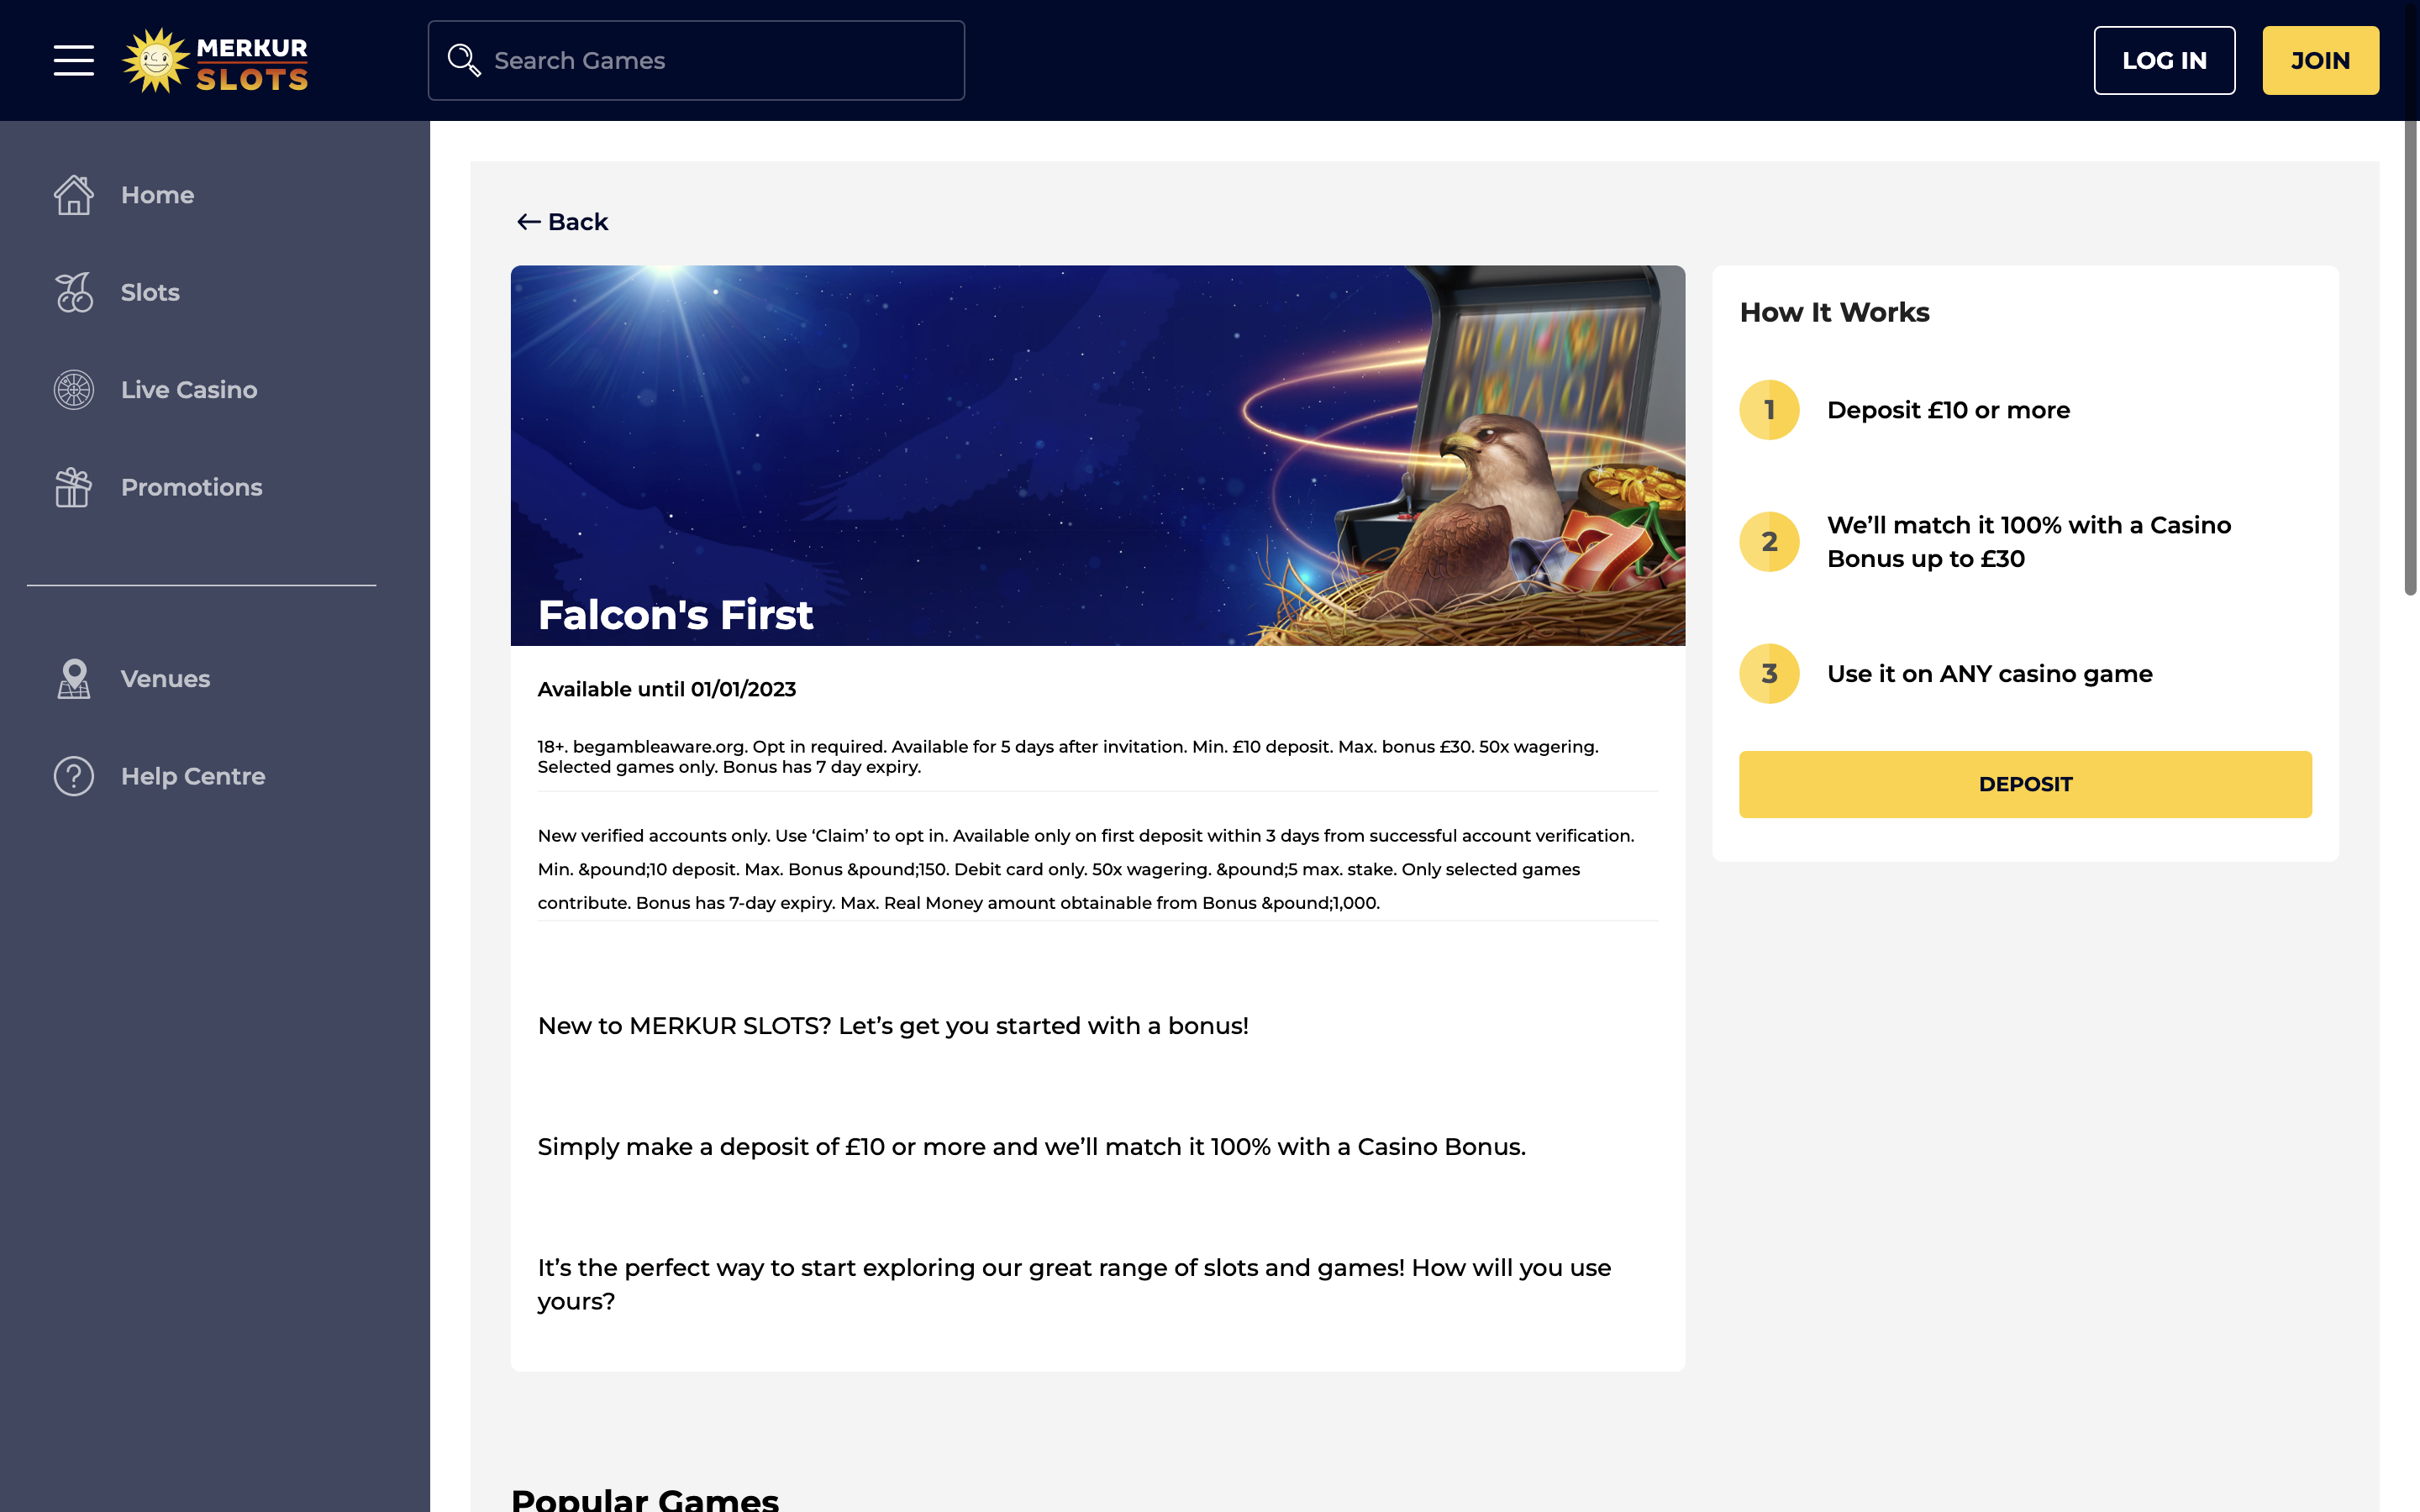 MERKUR
SLOTS
Search Games
LOG IN
JOIN
Home
Slots
Live Casino
Promotions
Venues
Help Centre
Back
Falcon's First
Available until 01/01/2023
18+. begambleaware.org. Opt in required. Available for 5 days after invitation. Min. £10 deposit. Max. bonus £30. 50x wagering.
Selected games only. Bonus has 7 day expiry.
New verified accounts only. Use ‘Claim’ to opt in. Available only on first deposit within 3 days from successful account verification.
Min. &pound;10 deposit. Max. Bonus &pound;150. Debit card only. 50x wagering. &pound;5 max. stake. Only selected games
contribute. Bonus has 7-day expiry. Max. Real Money amount obtainable from Bonus &pound;1,000.
New to MERKUR SLOTS? Let’s get you started with a bonus!
Simply make a deposit of £10 or more and we’ll match it 100% with a Casino Bonus.
It’s the perfect way to start exploring our great range of slots and games! How will you use
yours?
How It Works
1 Deposit £10 or more
2 We’ll match it 100% with a Casino
Bonus up to £30
3 Use it on ANY casino game
DEPOSIT
Popular Games